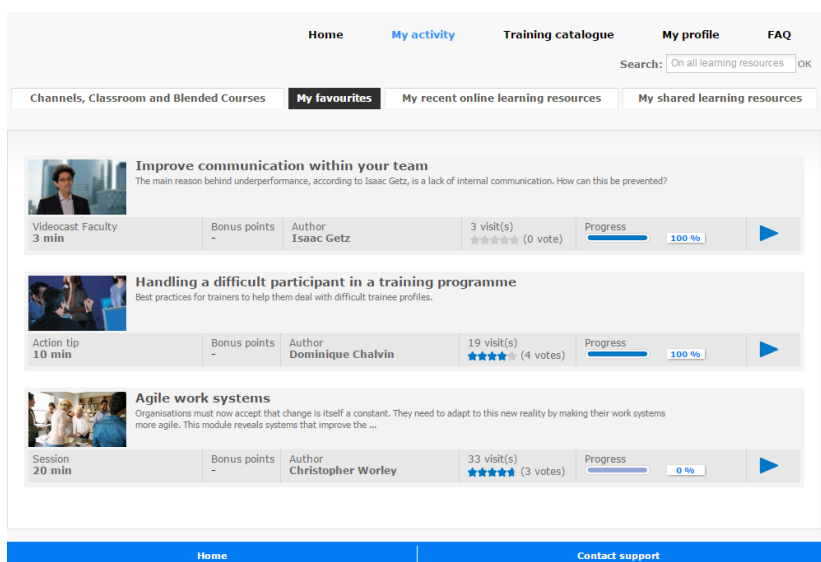 Home My activity Training catalogue My profile FAQ
Search: On all learning resources OK
Channels, Classroom and Blended Courses My favourites My recent online learning resources My shared learning resources
Improve communication within your team
The main reason behind underperformance, according to Isaac Getz, is a lack of internal communication. How can this be prevented?
Videocast Faculty Bonus points Author 3 visit(s) Progress
3 min - Isaac Getz (0 vote) 100 %
Handling a difficult participant in a training programme
Best practices for trainers to help them deal with difficult trainee profiles.
Action tip Bonus points Author 19 visit(s) Progress
10 min - Dominique Chalvin (4 votes) 100 %
Agile work systems
Organisations must now accept that change is itself a constant. They need to adapt to this new reality by making their work systems
more agile. This module reveals systems that improve the ...
Session Bonus points Author 33 visit(s) Progress
20 min - Christopher Worley (3 votes) 0 %
Home Contact support